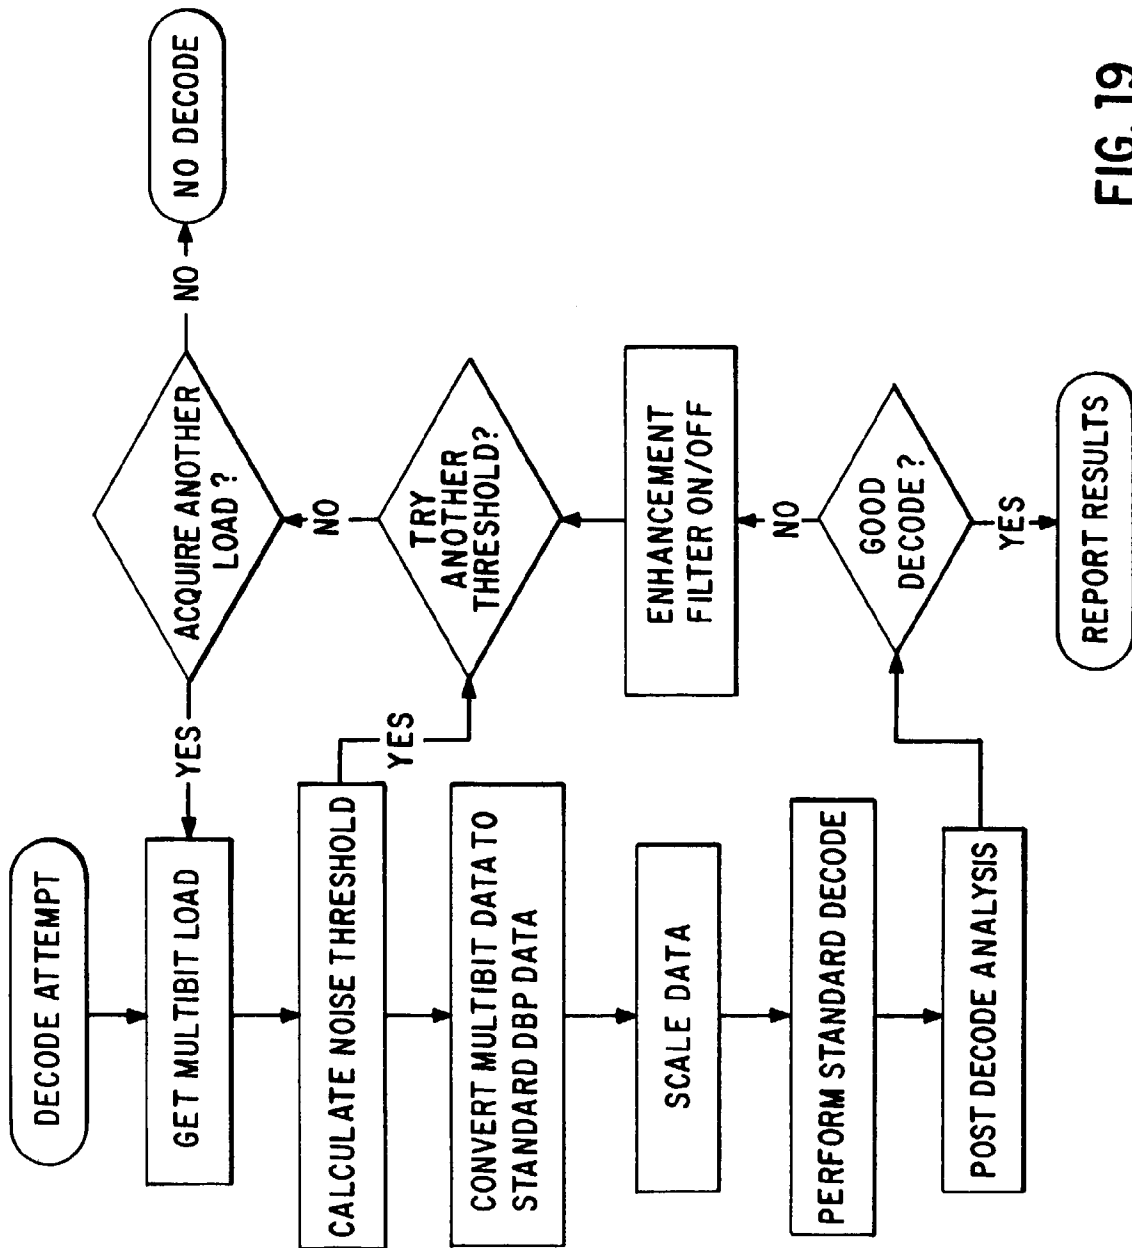 DECODE ATTEMPT
GET MULTIBIT LOAD
CALCULATE NOISE THRESHOLD
CONVERT MULTIBIT DATA TO
STANDARD DBP DATA
SCALE DATA
PERFORM STANDARD DECODE
POST DECODE ANALYSIS
YES
ACQUIRE ANOTHER
LOAD?
NO
NO DECODE
YES
TRY
ANOTHER
THRESHOLD?
NO
ENHANCEMENT
FILTER ON/OFF
NO
GOOD
DECODE?
YES
REPORT RESULTS
FIG. 19